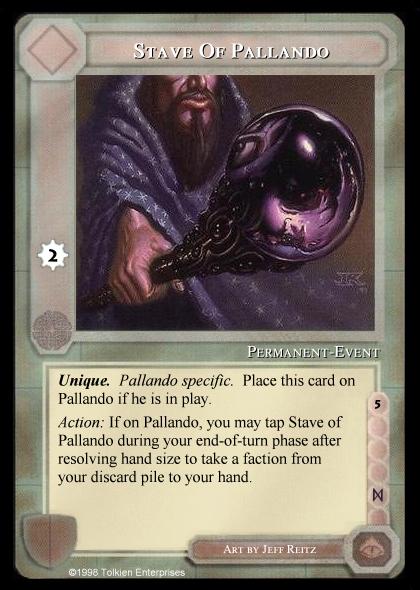 Stave Of Pallando
2
Permanent-Event
Unique. Pallando specific. Place this card on
Pallando if he is in play.
Action: If on Pallando, you may tap Stave of
Pallando during your end-of-turn phase after
resolving hand size to take a faction from
your discard pile to your hand.
5
Art by Jeff Reitz
©1998 Tolkien Enterprises